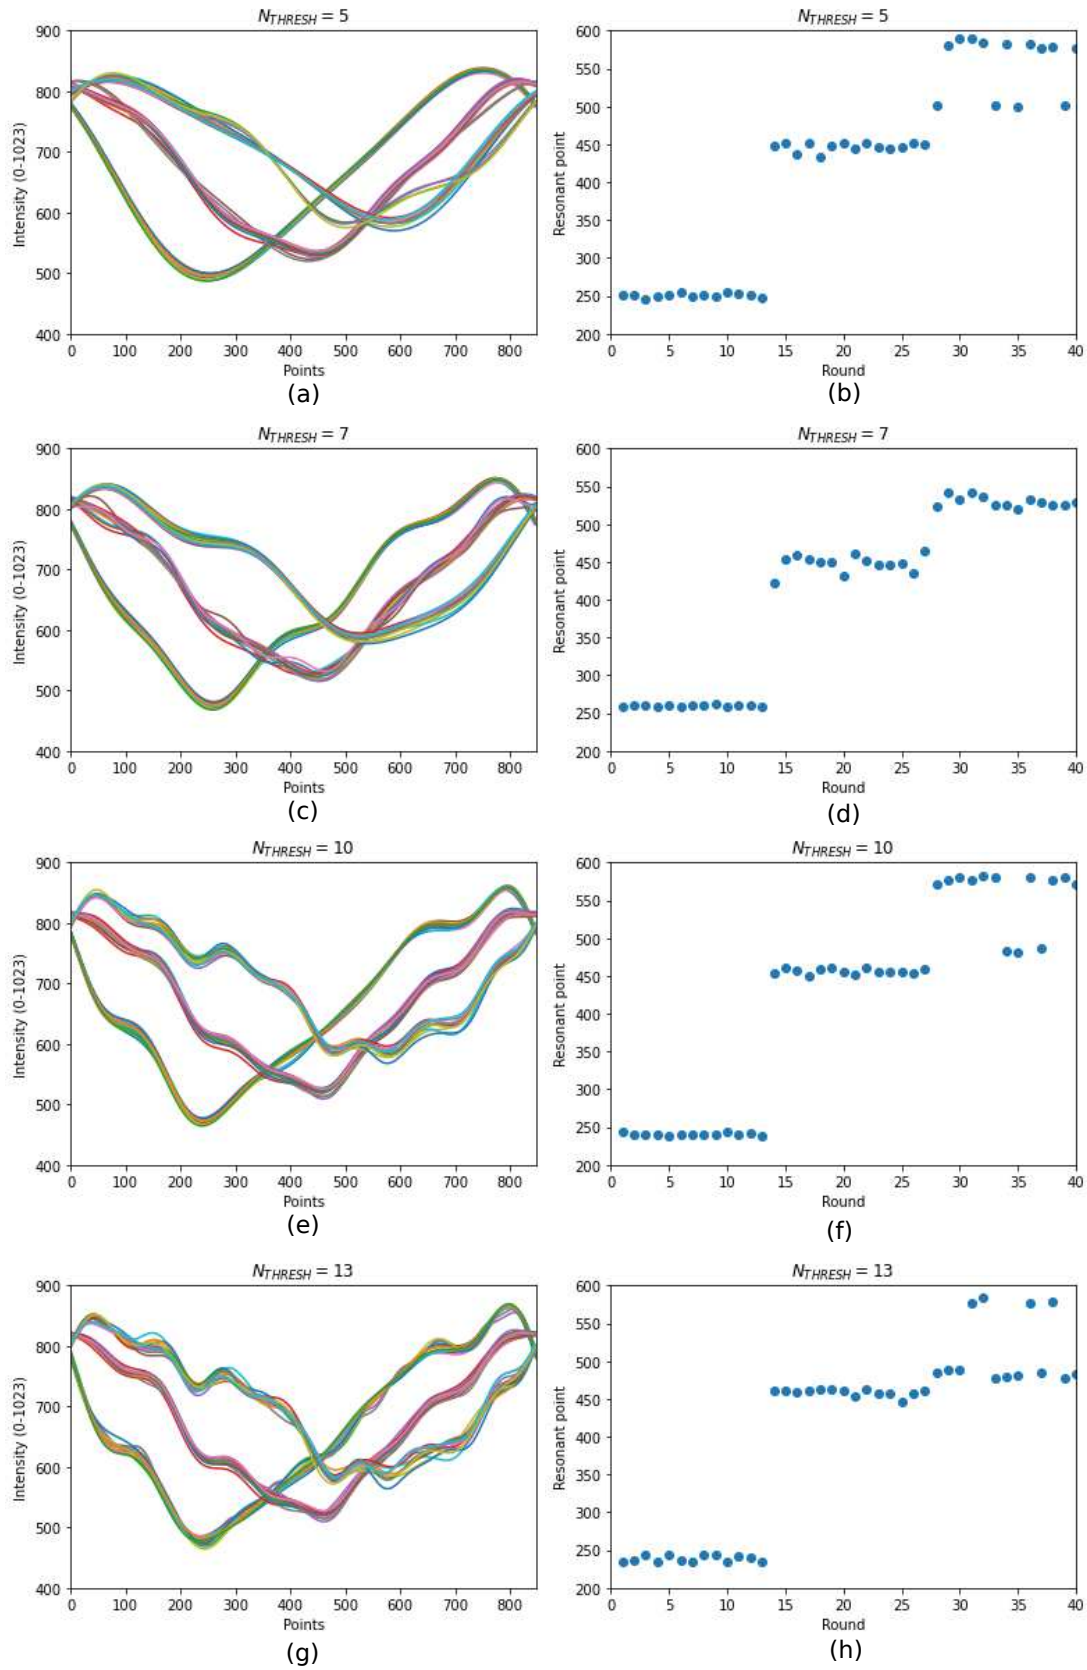 N_THRESH = 5
900
800
700
600
500
400
Intensity (0-1023)
0 100 200 300 400 500 600 700 800
Points
(a)
N_THRESH = 5
600
550
500
450
400
350
300
250
200
Resonant point
0 5 10 15 20 25 30 35 40
Round
(b)
N_THRESH = 7
900
800
700
600
500
400
Intensity (0-1023)
0 100 200 300 400 500 600 700 800
Points
(c)
N_THRESH = 7
600
550
500
450
400
350
300
250
200
Resonant point
0 5 10 15 20 25 30 35 40
Round
(d)
N_THRESH = 10
900
800
700
600
500
400
Intensity (0-1023)
0 100 200 300 400 500 600 700 800
Points
(e)
N_THRESH = 10
600
550
500
450
400
350
300
250
200
Resonant point
0 5 10 15 20 25 30 35 40
Round
(f)
N_THRESH = 13
900
800
700
600
500
400
Intensity (0-1023)
0 100 200 300 400 500 600 700 800
Points
(g)
N_THRESH = 13
600
550
500
450
400
350
300
250
200
Resonant point
0 5 10 15 20 25 30 35 40
Round
(h)